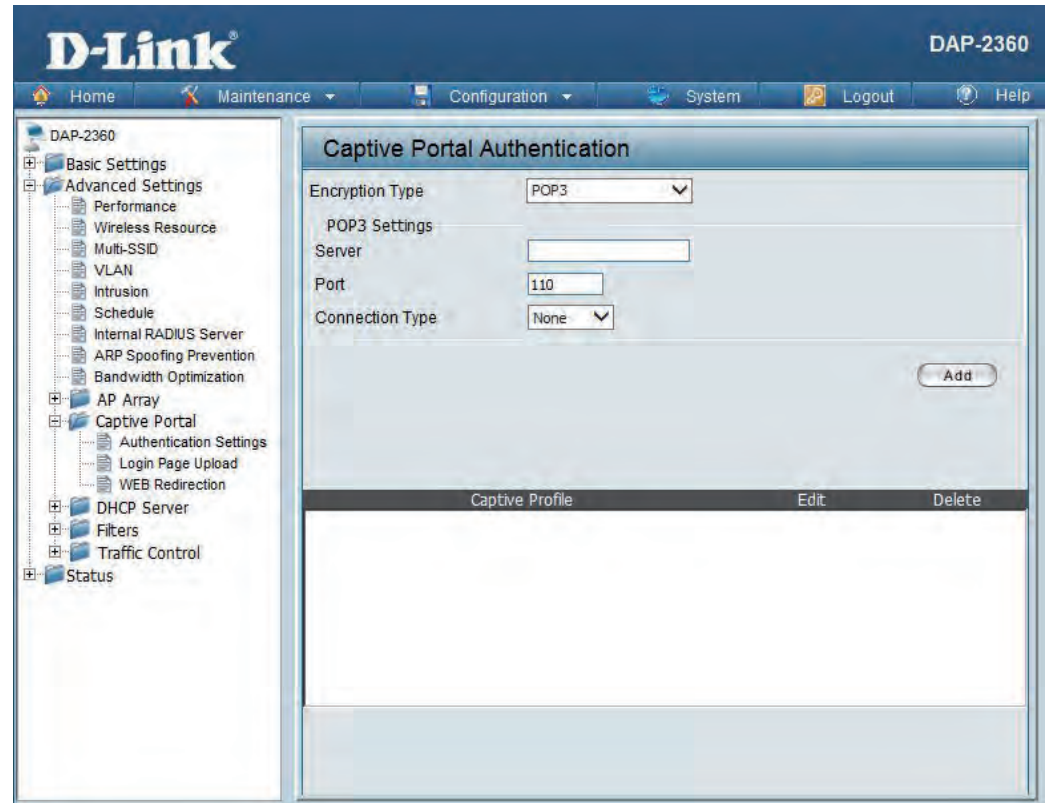 D-Link®
DAP-2360
Home Maintenance Configuration System Logout Help
DAP-2360
Basic Settings
Advanced Settings
Performance
Wireless Resource
Multi-SSID
VLAN
Intrusion
Schedule
Internal RADIUS Server
ARP Spoofing Prevention
Bandwidth Optimization
AP Array
Captive Portal
Authentication Settings
Login Page Upload
WEB Redirection
DHCP Server
Filters
Traffic Control
Status
Captive Portal Authentication
Encryption Type POP3
POP3 Settings
Server
Port 110
Connection Type None
Add
Captive Profile Edit Delete